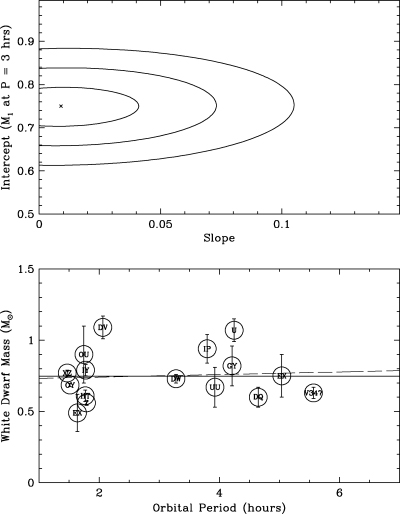 0.9
0.8
0.7
0.6
0.5
Intercept (M₁ at P = 3 hrs)
0
0.05
0.1
Slope
1.5
1
0.5
0
White Dwarf Mass (M⊙)
DV
U
OU
IP
IY
GY
DW
EX
OY
UU
V347
DQ
HT
Z
EX
2
4
6
Orbital Period (hours)